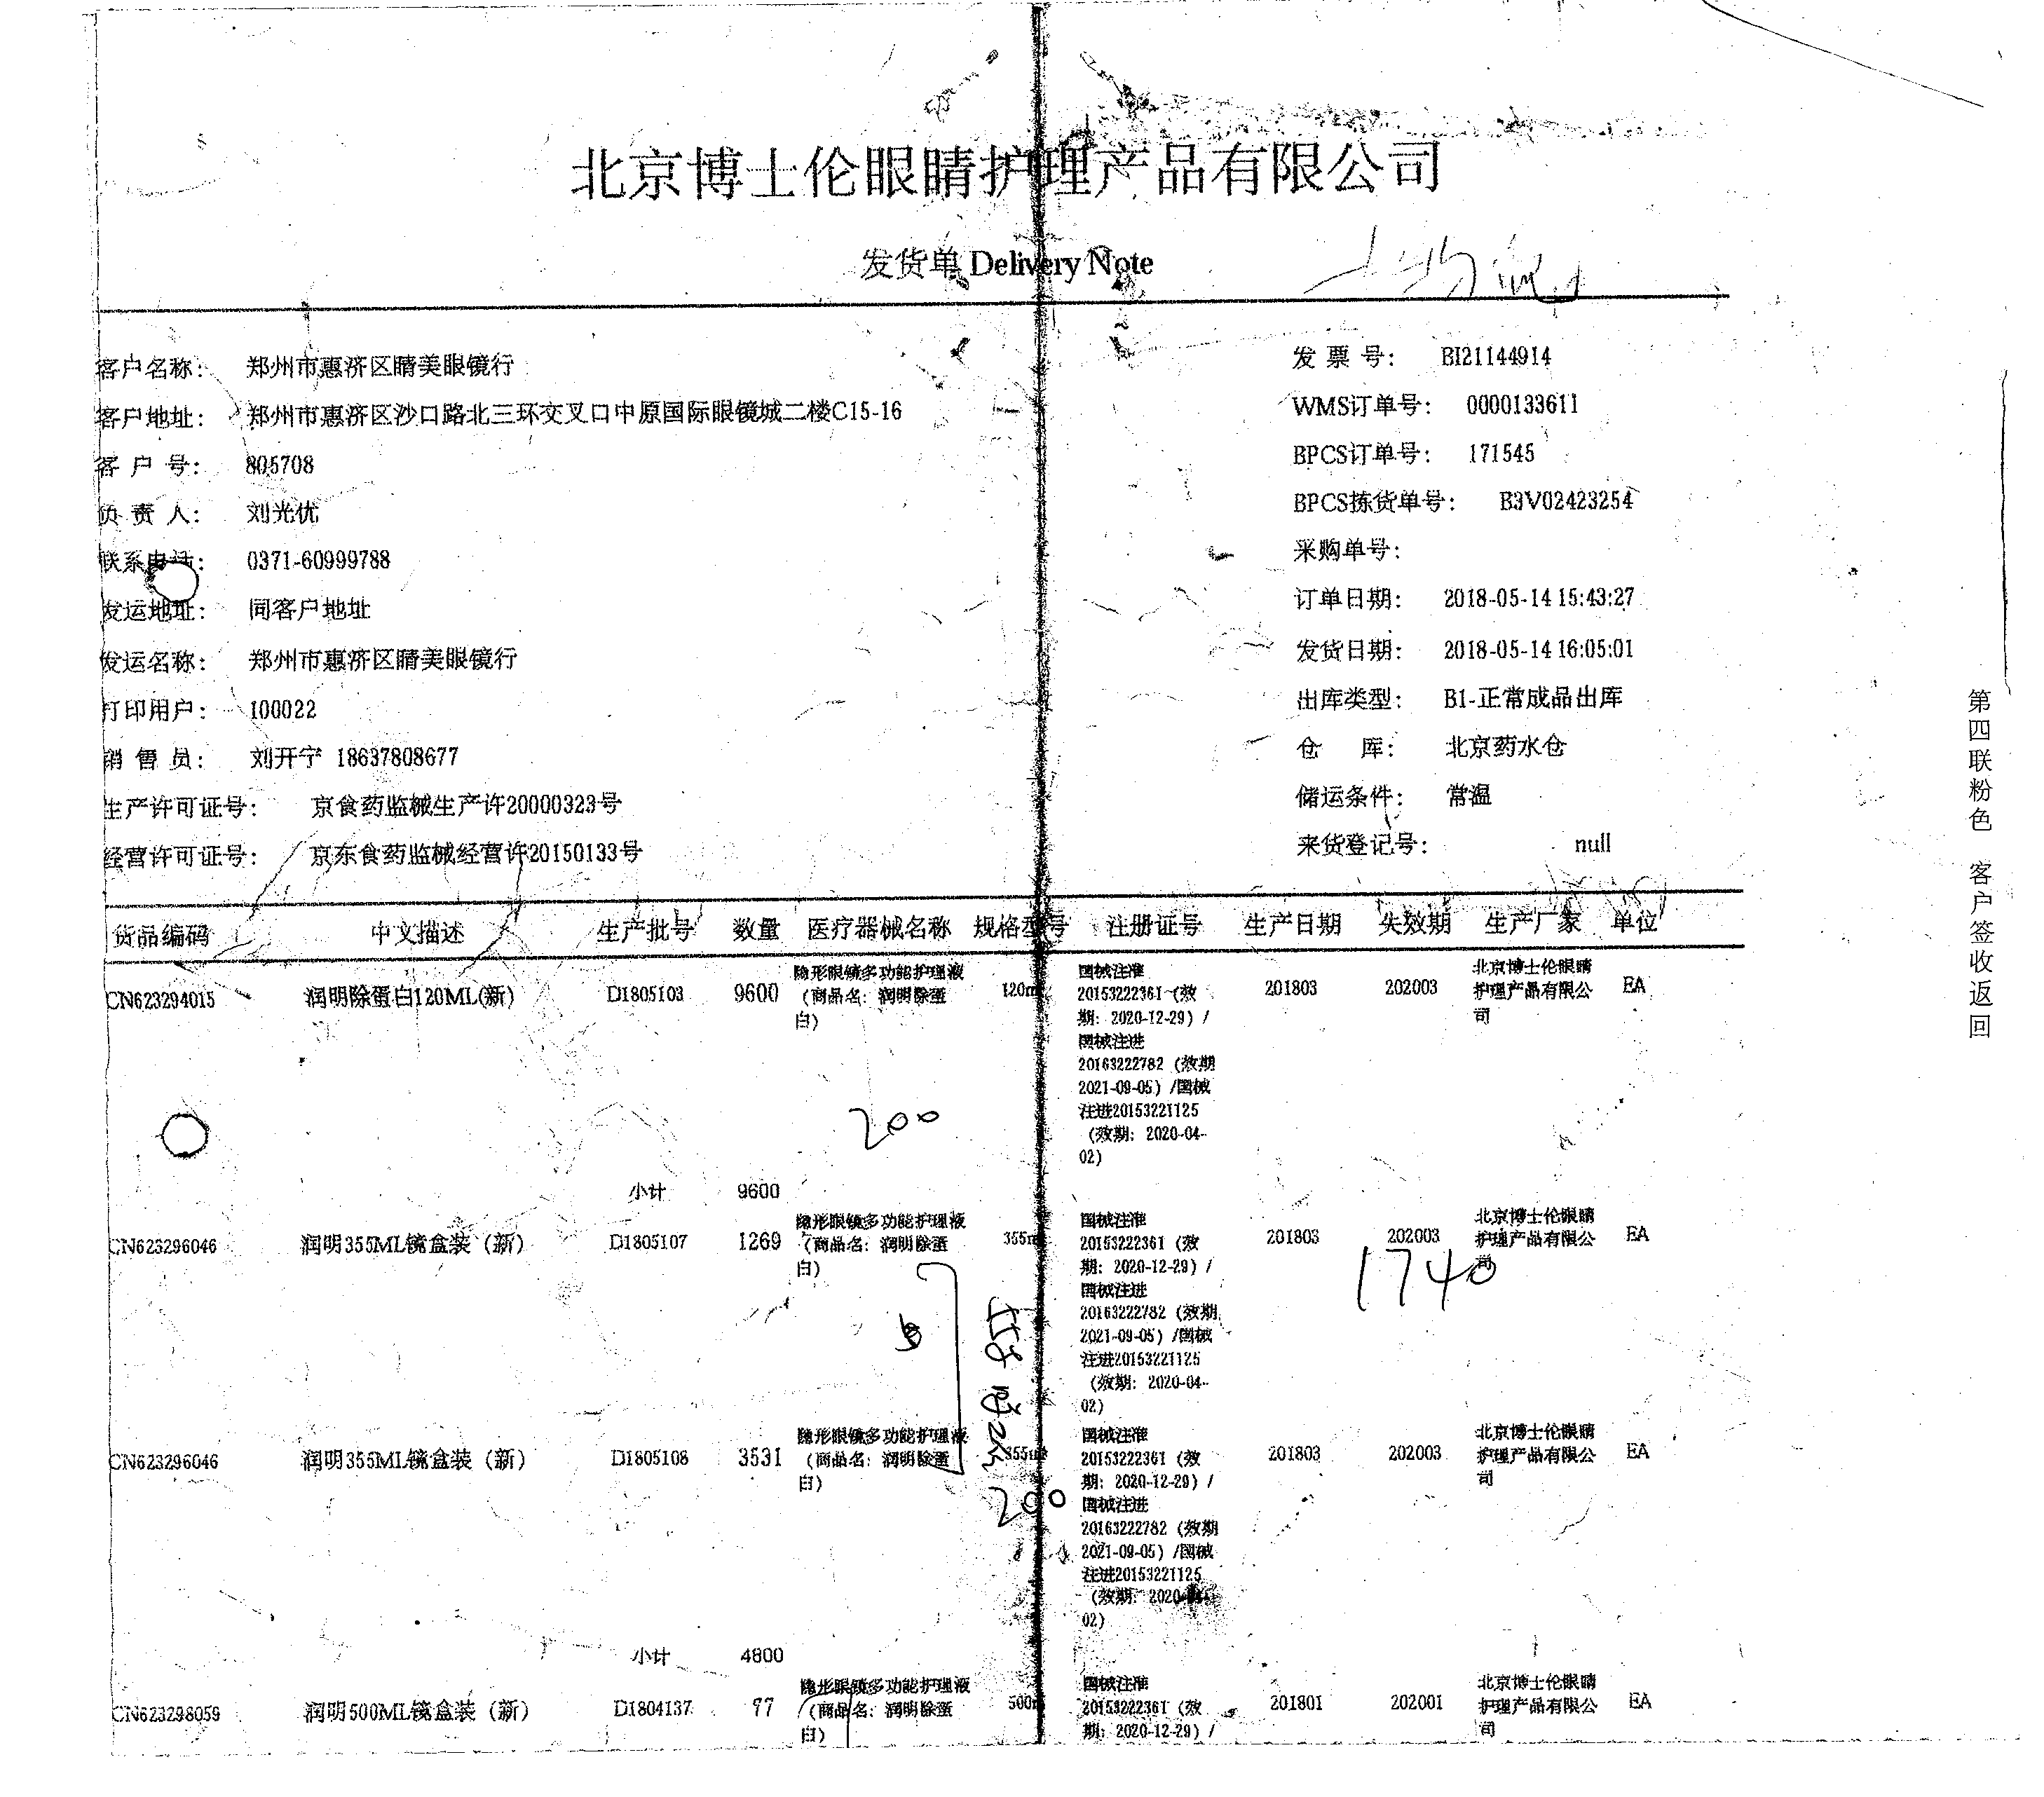 北京博士伦眼睛护理产品有限公司
发货单 Delivery Note
客户名称： 郑州市惠济区睛美眼镜行
发 票 号： BI21144914
客户地址： 郑州市惠济区沙口路北三环交叉口中原国际眼镜城二楼C15-16
WMS订单号： 0000133611
客 户 号： 805708
BPCS订单号： 171545
负 责 人： 刘光优
BPCS拣货单号： B3V02423254
联系电话： 0371-60999788
采购单号：
发运地址： 同客户地址
订单日期： 2018-05-14 15:43:27
发运名称： 郑州市惠济区睛美眼镜行
发货日期： 2018-05-14 16:05:01
打印用户： 100022
出库类型： B1-正常成品出库
销 售 员： 刘开宁 18637808677
仓 库： 北京药水仓
生产许可证号： 京食药监械生产许20000323号
储运条件： 常温
经营许可证号： 京东食药监械经营许20150133号
来货登记号： null
第四联粉色 客户签收返回
货品编码 中文描述 生产批号 数量 医疗器械名称 规格型号 注册证号 生产日期 失效期 生产厂家 单位
CN623294015 润明除蛋白120ML(新) D1805103 9600 隐形眼镜多功能护理液（商品名：润明除蛋白） 120ml 国械注准20153222361（效期：2020-12-29）/国械注进20163222782（效期2021-09-05）/国械注进20153221125（效期：2020-04-02） 201803 202003 北京博士伦眼睛护理产品有限公司 EA
200
小计 9600
CN623296046 润明355ML镜盒装（新） D1805107 1269 隐形眼镜多功能护理液（商品名：润明除蛋白） 355ml 国械注准20153222361（效期：2020-12-29）/国械注进20163222782（效期2021-09-05）/国械注进20153221125（效期：2020-04-02） 201803 202003 北京博士伦眼睛护理产品有限公司 EA
1740
CN623296046 润明355ML镜盒装（新） D1805108 3531 隐形眼镜多功能护理液（商品名：润明除蛋白） 355ml 国械注准20153222361（效期：2020-12-29）/国械注进20163222782（效期2021-09-05）/国械注进20153221125（效期：2020-04-02） 201803 202003 北京博士伦眼睛护理产品有限公司 EA
200
小计 4800
CN623298059 润明500ML镜盒装（新） D1804137 77 隐形眼镜多功能护理液（商品名：润明除蛋白） 500ml 国械注准20153222361（效期：2020-12-29）/ 201801 202001 北京博士伦眼睛护理产品有限公司 EA